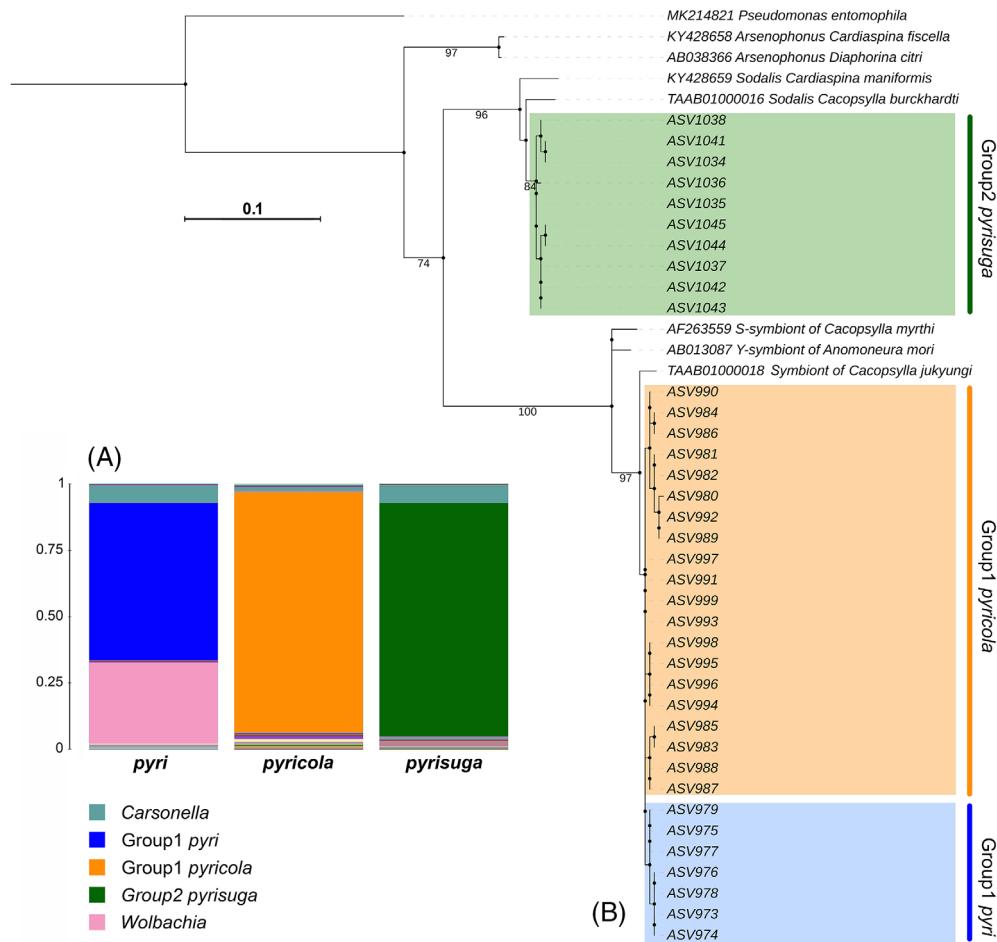 MK214821 Pseudomonas entomophila
KY428658 Arsenophonus Cardiaspina fiscella
97
AB038366 Arsenophonus Diaphorina citri
KY428659 Sodalis Cardiaspina maniformis
TAAB01000016 Sodalis Cacopsylla burckhardti
96
ASV1038
ASV1041
ASV1034
84
ASV1036
ASV1035
ASV1045
ASV1044
ASV1037
ASV1042
ASV1043
Group2 pyrisuga
0.1
74
AF263559 S-symbiont of Cacopsylla myrthi
AB013087 Y-symbiont of Anomoneura mori
TAAB01000018 Symbiont of Cacopsylla jukyungi
100
ASV990
ASV984
ASV986
ASV981
ASV982
97
ASV980
ASV992
ASV989
ASV997
ASV991
ASV999
ASV993
ASV998
ASV995
ASV996
ASV994
ASV985
ASV983
ASV988
ASV987
Group1 pyricola
ASV979
ASV975
ASV977
ASV976
ASV978
ASV973
ASV974
Group1 pyri
(A)
1
0.75
0.50
0.25
0
pyri
pyricola
pyrisuga
Carsonella
Group1 pyri
Group1 pyricola
Group2 pyrisuga
Wolbachia
(B)